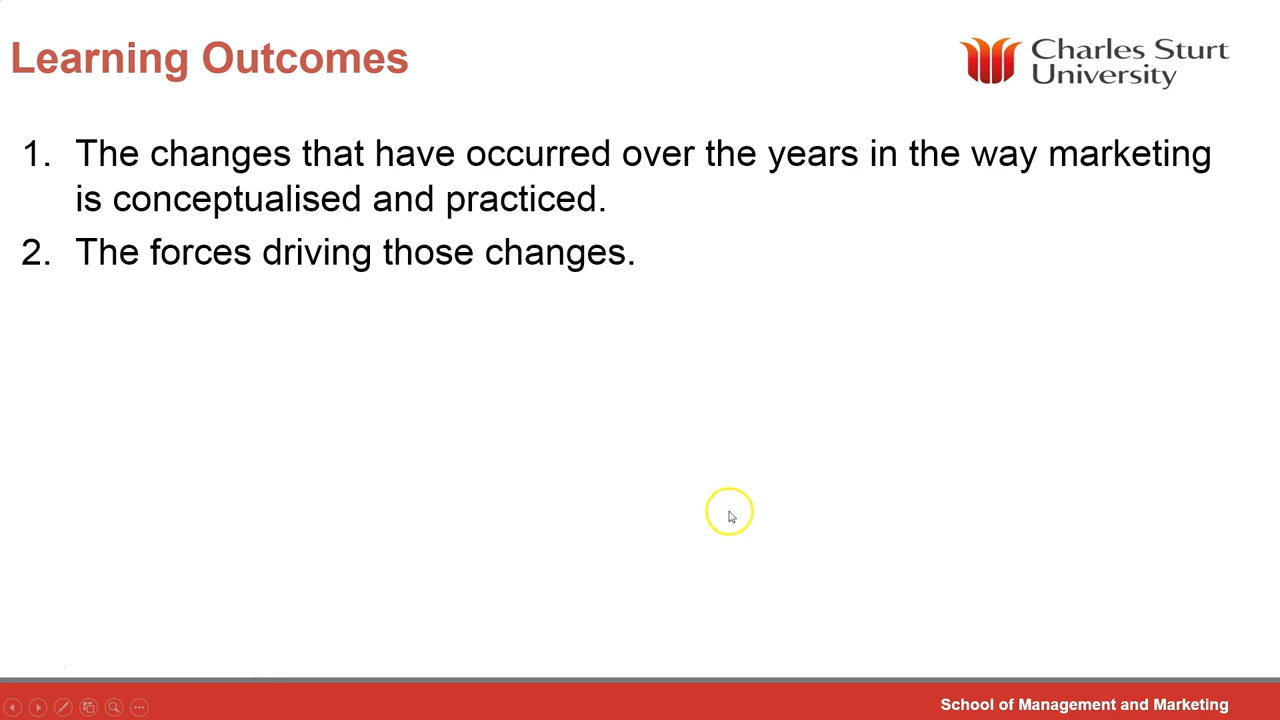 Learning Outcomes
Charles Sturt
University
1. The changes that have occurred over the years in the way marketing
is conceptualised and practiced.
2. The forces driving those changes.
School of Management and Marketing